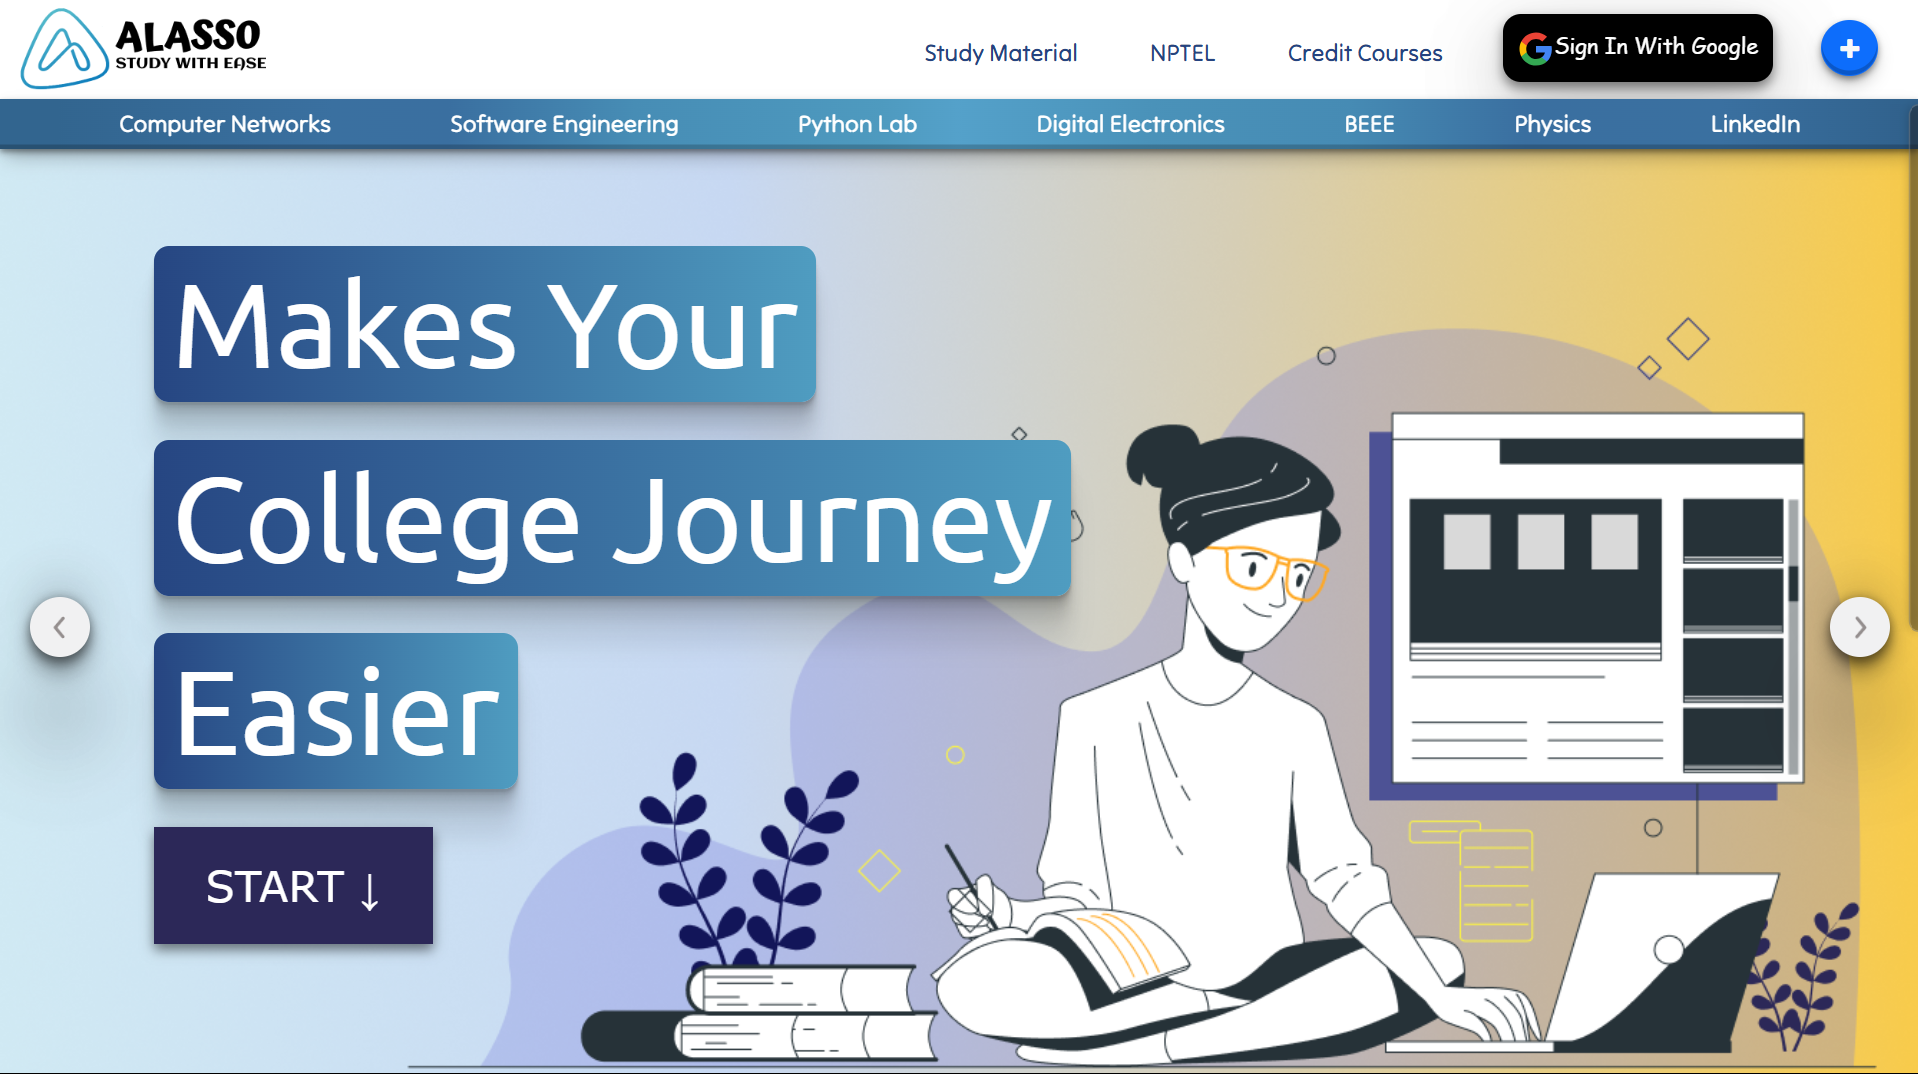 ALASSO
STUDY WITH EASE
Study Material NPTEL Credit Courses Sign In With Google
Computer Networks Software Engineering Python Lab Digital Electronics BEEE Physics LinkedIn
Makes Your
College Journey
Easier
START ↓